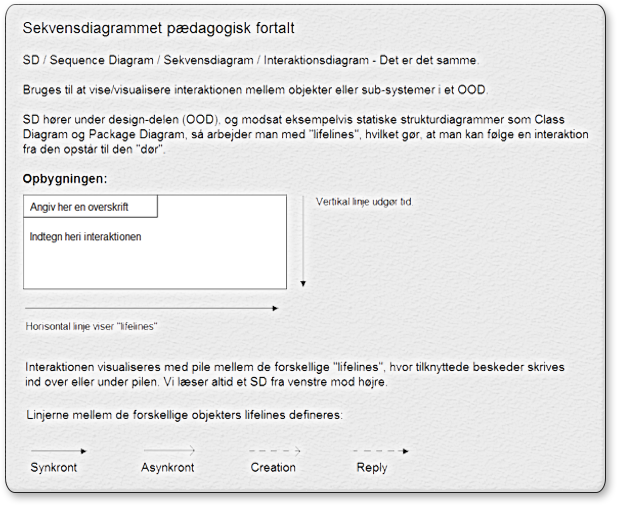 Sekvensdiagrammet pædagogisk fortalt
SD / Sequence Diagram / Sekvensdiagram / Interaktionsdiagram - Det er det samme.
Bruges til at vise/visualisere interaktionen mellem objekter eller sub-systemer i et OOD.
SD hører under design-delen (OOD), og modsat eksempelvis statiske strukturdiagrammer som Class
Diagram og Package Diagram, så arbejder man med "lifelines", hvilket gør, at man kan følge en interaktion
fra den opstår til den "dør".
Opbygningen:
Angiv her en overskrift
Vertikal linje udgør tid.
Indtegn heri interaktionen
Horisontal linje viser "lifelines"
Interaktionen visualiseres med pile mellem de forskellige "lifelines", hvor tilknyttede beskeder skrives
ind over eller under pilen. Vi læser altid et SD fra venstre mod højre.
Linjerne mellem de forskellige objekters lifelines defineres:
Synkront Asynkront Creation Reply